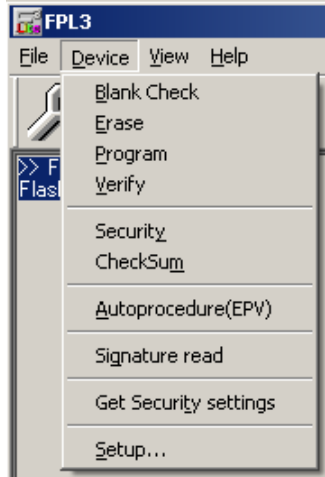 FPL3
File Device View Help
Blank Check
Erase
Program
Verify
>> F
Flas
Security
CheckSum
Autoprocedure(EPV)
Signature read
Get Security settings
Setup...